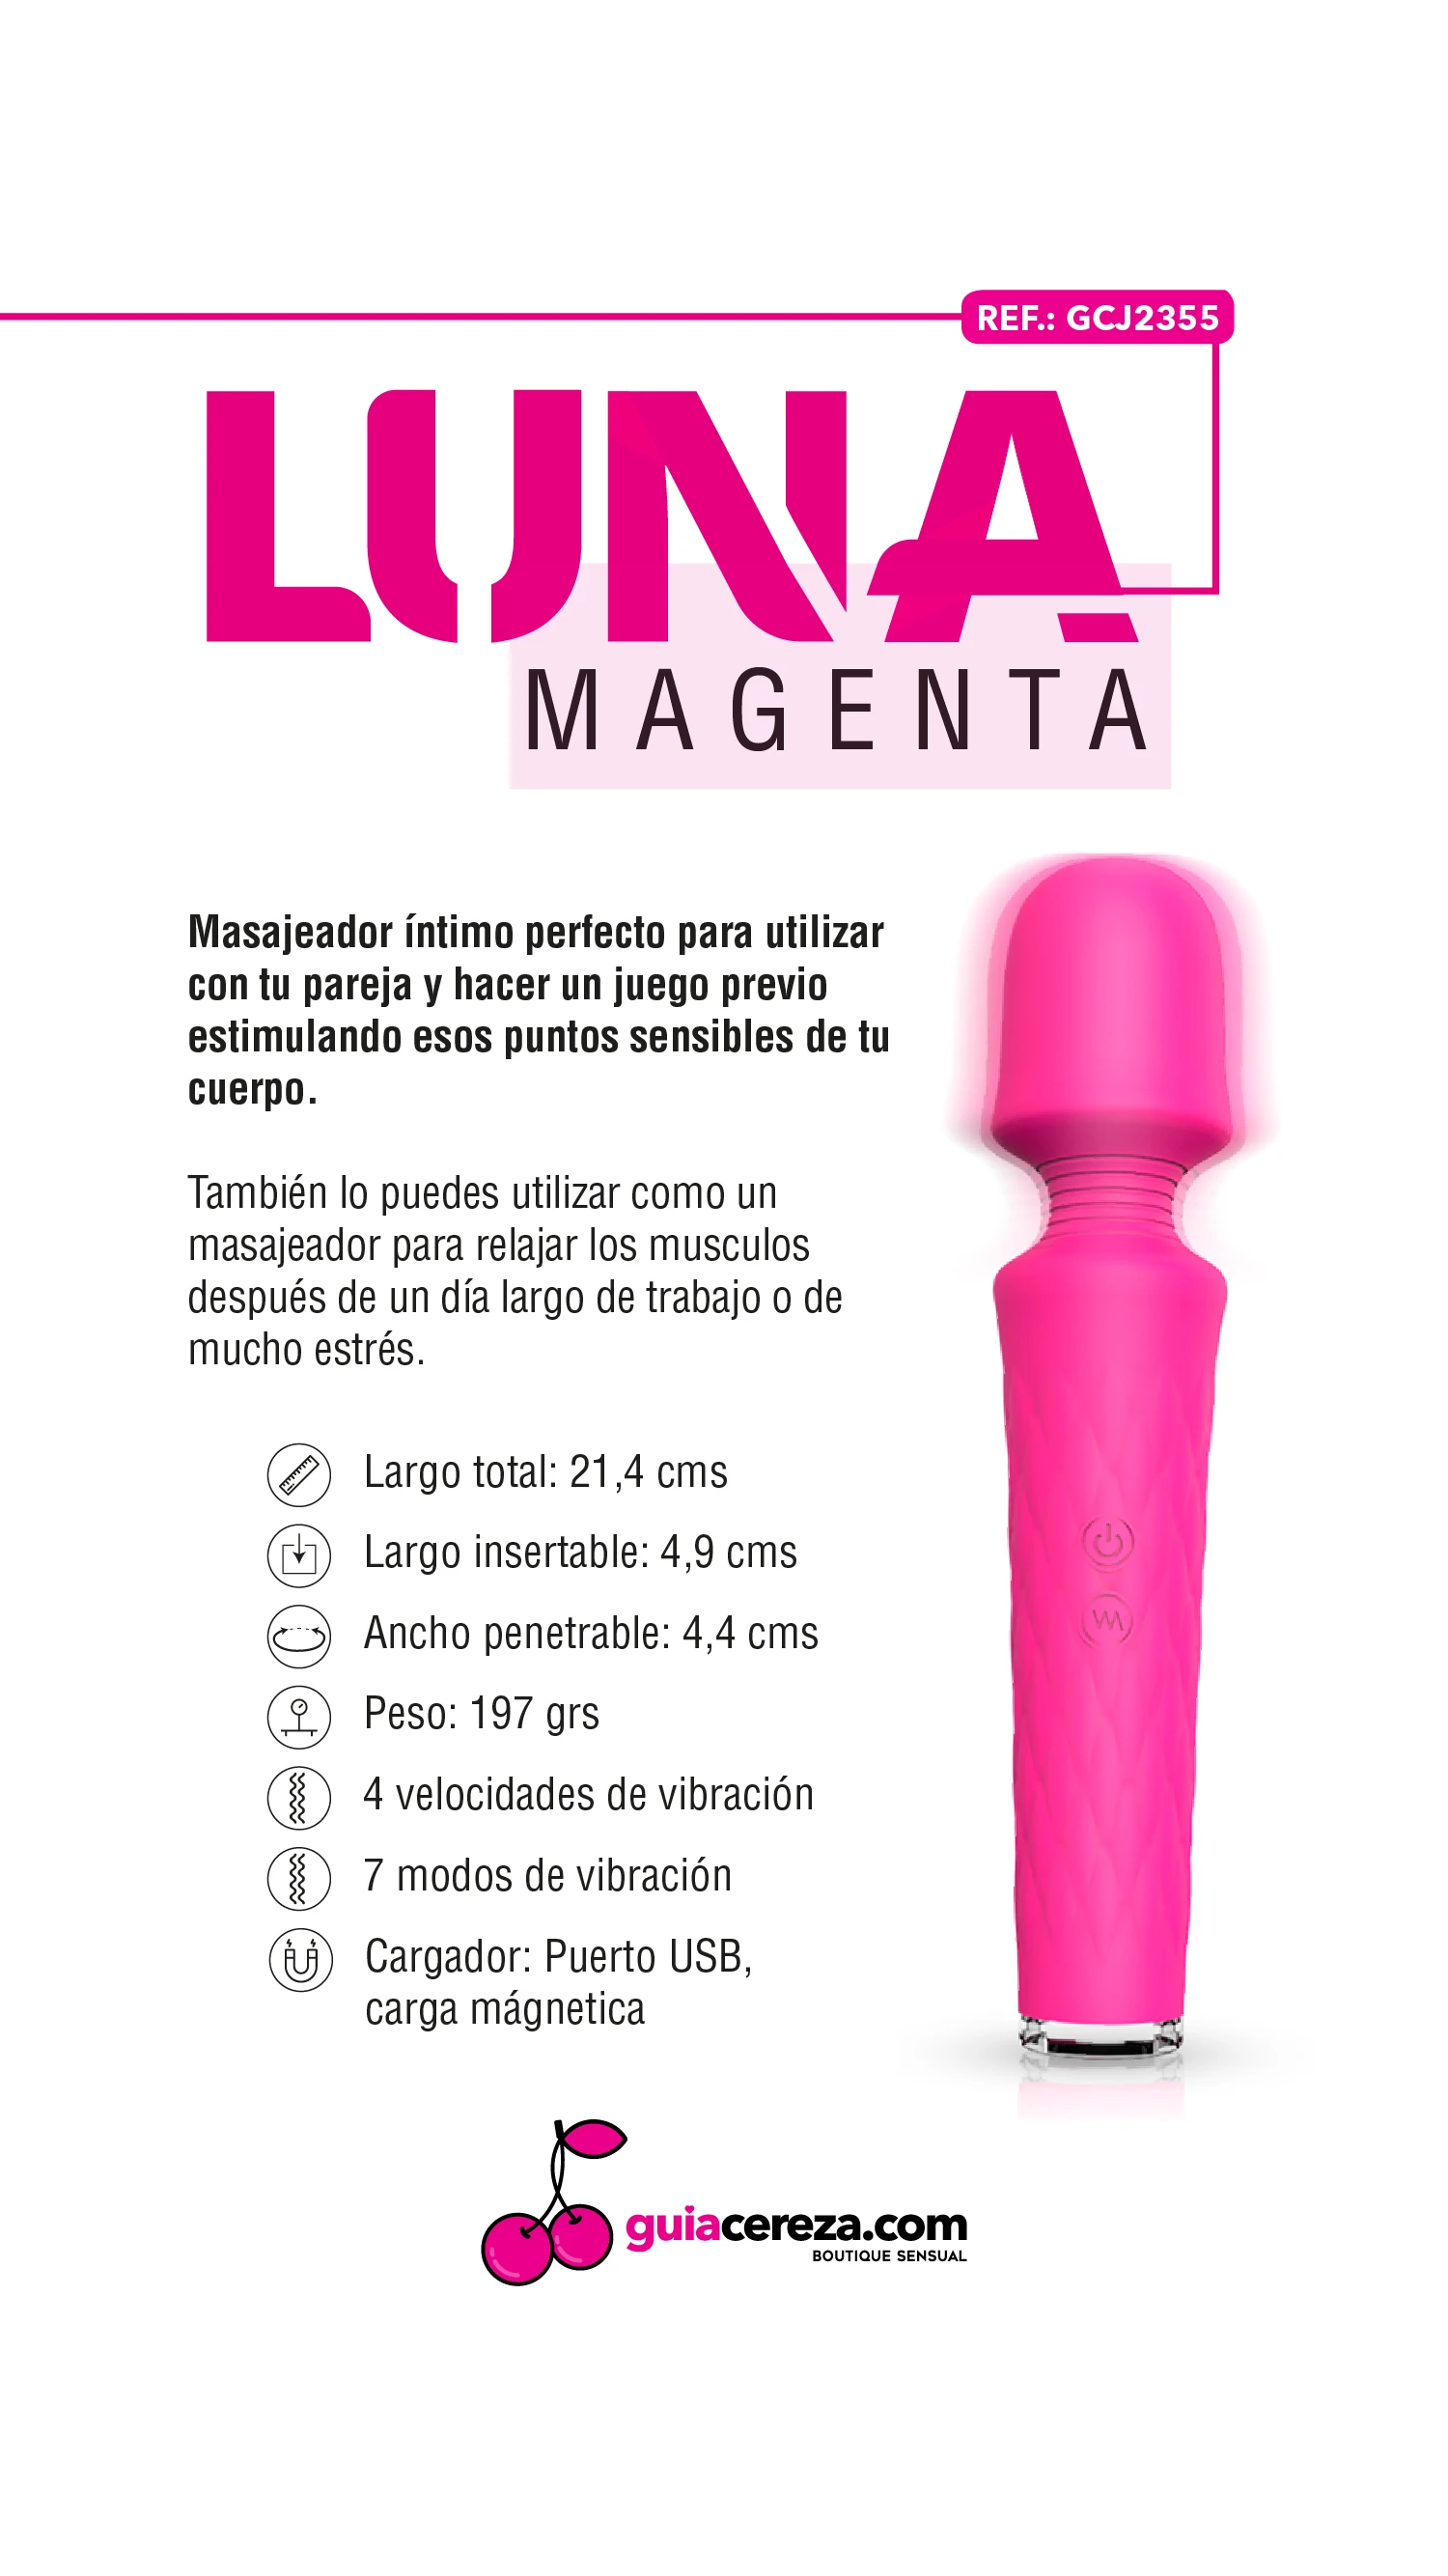 REF.: GCJ2355
LUNA
MAGENTA
Masajeador íntimo perfecto para utilizar
con tu pareja y hacer un juego previo
estimulando esos puntos sensibles de tu
cuerpo.
También lo puedes utilizar como un
masajeador para relajar los musculos
después de un día largo de trabajo o de
mucho estrés.
Largo total: 21,4 cms
Largo insertable: 4,9 cms
Ancho penetrable: 4,4 cms
Peso: 197 grs
4 velocidades de vibración
7 modos de vibración
Cargador: Puerto USB,
carga mágnetica
guiacereza.com
BOUTIQUE SENSUAL